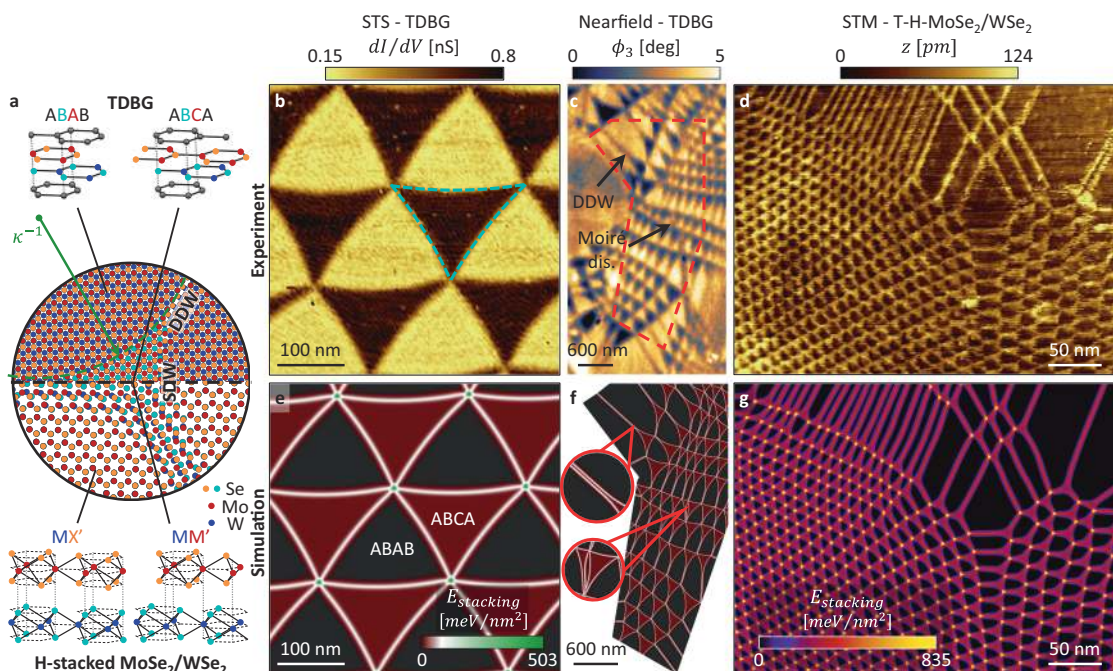 STS - TDBG
dI/dV [nS]
0.15 0.8
Nearfield - TDBG
ϕ₃ [deg]
0 5
STM - T-H-MoSe₂/WSe₂
z [pm]
0 124
a
TDBG
ABAB
ABCA
κ⁻¹
DDW
SDW
Se
Mo
W
MX′
MM′
H-stacked MoSe₂/WSe₂
Experiment
Simulation
b
100 nm
c
DDW
Moiré
dis.
600 nm
d
50 nm
e
ABCA
ABAB
E_stacking
[meV/nm²]
0 503
100 nm
f
600 nm
g
E_stacking
[meV/nm²]
0 835
50 nm